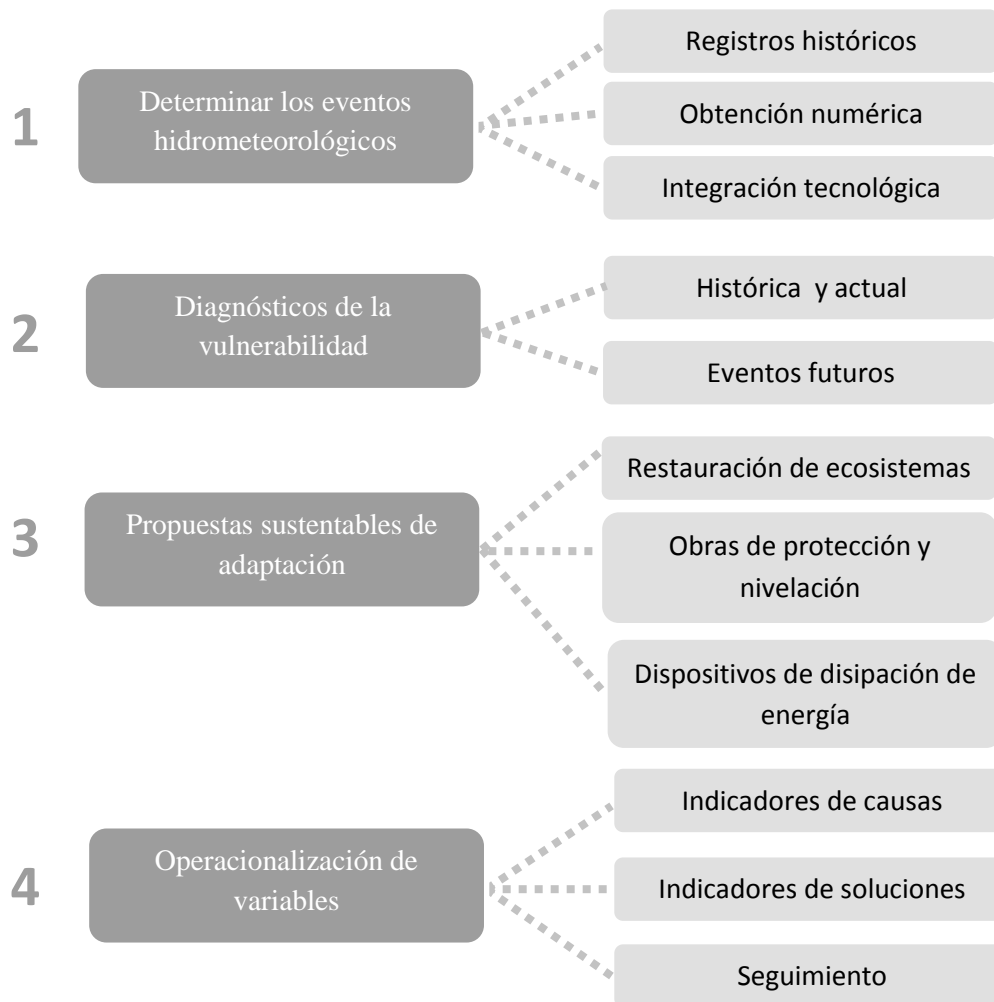 1
Determinar los eventos
hidrometeorológicos
Registros históricos
Obtención numérica
Integración tecnológica
2
Diagnósticos de la
vulnerabilidad
Histórica y actual
Eventos futuros
3
Propuestas sustentables de
adaptación
Restauración de ecosistemas
Obras de protección y
nivelación
Dispositivos de disipación de
energía
4
Operacionalización de
variables
Indicadores de causas
Indicadores de soluciones
Seguimiento